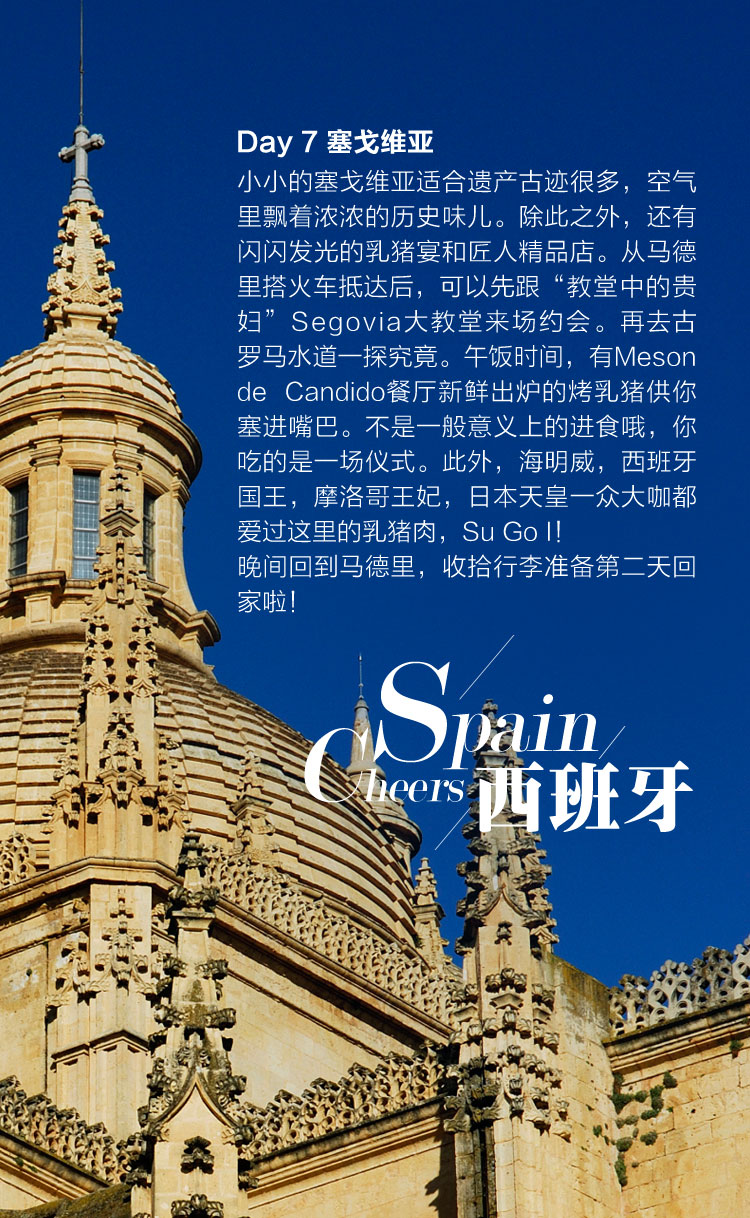 Day 7 塞戈维亚
小小的塞戈维亚适合遗产古迹很多，空气
里飘着浓浓的历史味儿。除此之外，还有
闪闪发光的乳猪宴和匠人精品店。从马德
里搭火车抵达后，可以先跟“教堂中的贵
妇”Segovia大教堂来场约会。再去古
罗马水道一探究竟。午饭时间，有Meson
de Candido餐厅新鲜出炉的烤乳猪供你
塞进嘴巴。不是一般意义上的进食哦，你
吃的是一场仪式。此外，海明威，西班牙
国王，摩洛哥王妃，日本天皇一众大咖都
爱过这里的乳猪肉，Su Go I！
晚间回到马德里，收拾行李准备第二天回
家啦！
Spain
Cheers 西班牙